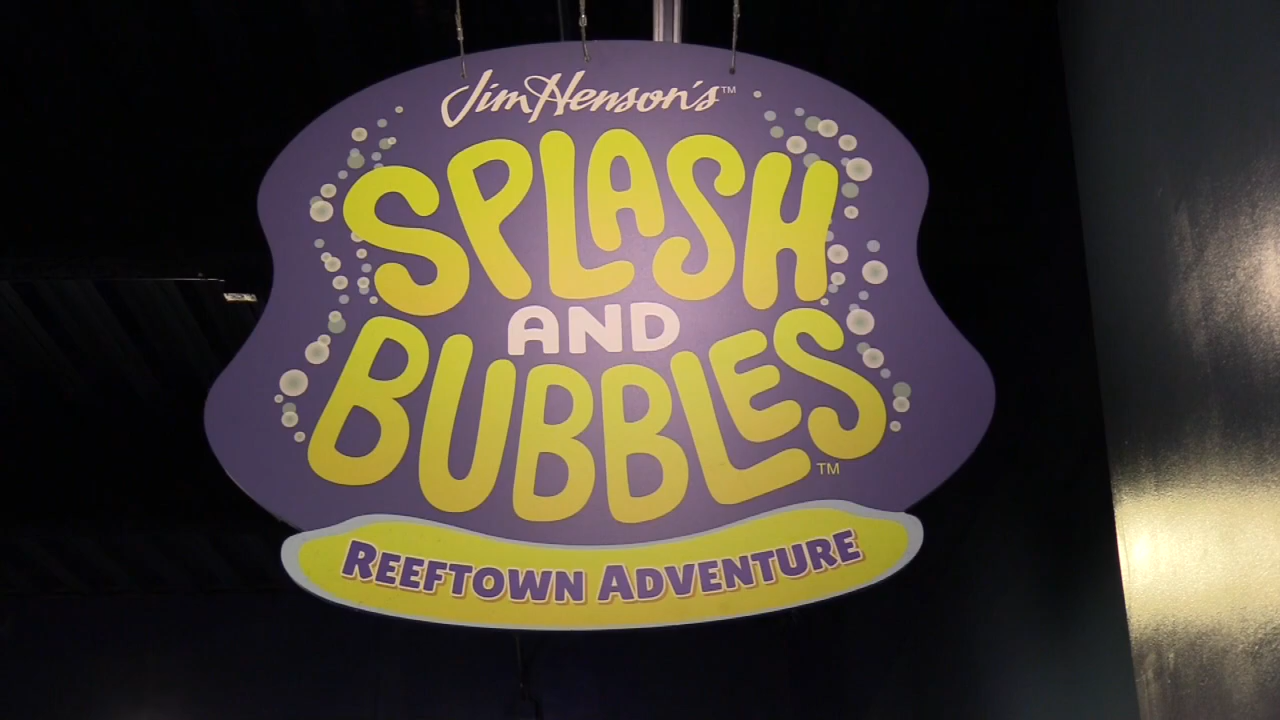 Jim Henson's™
SPLASH
AND
BUBBLES™
REEFTOWN ADVENTURE